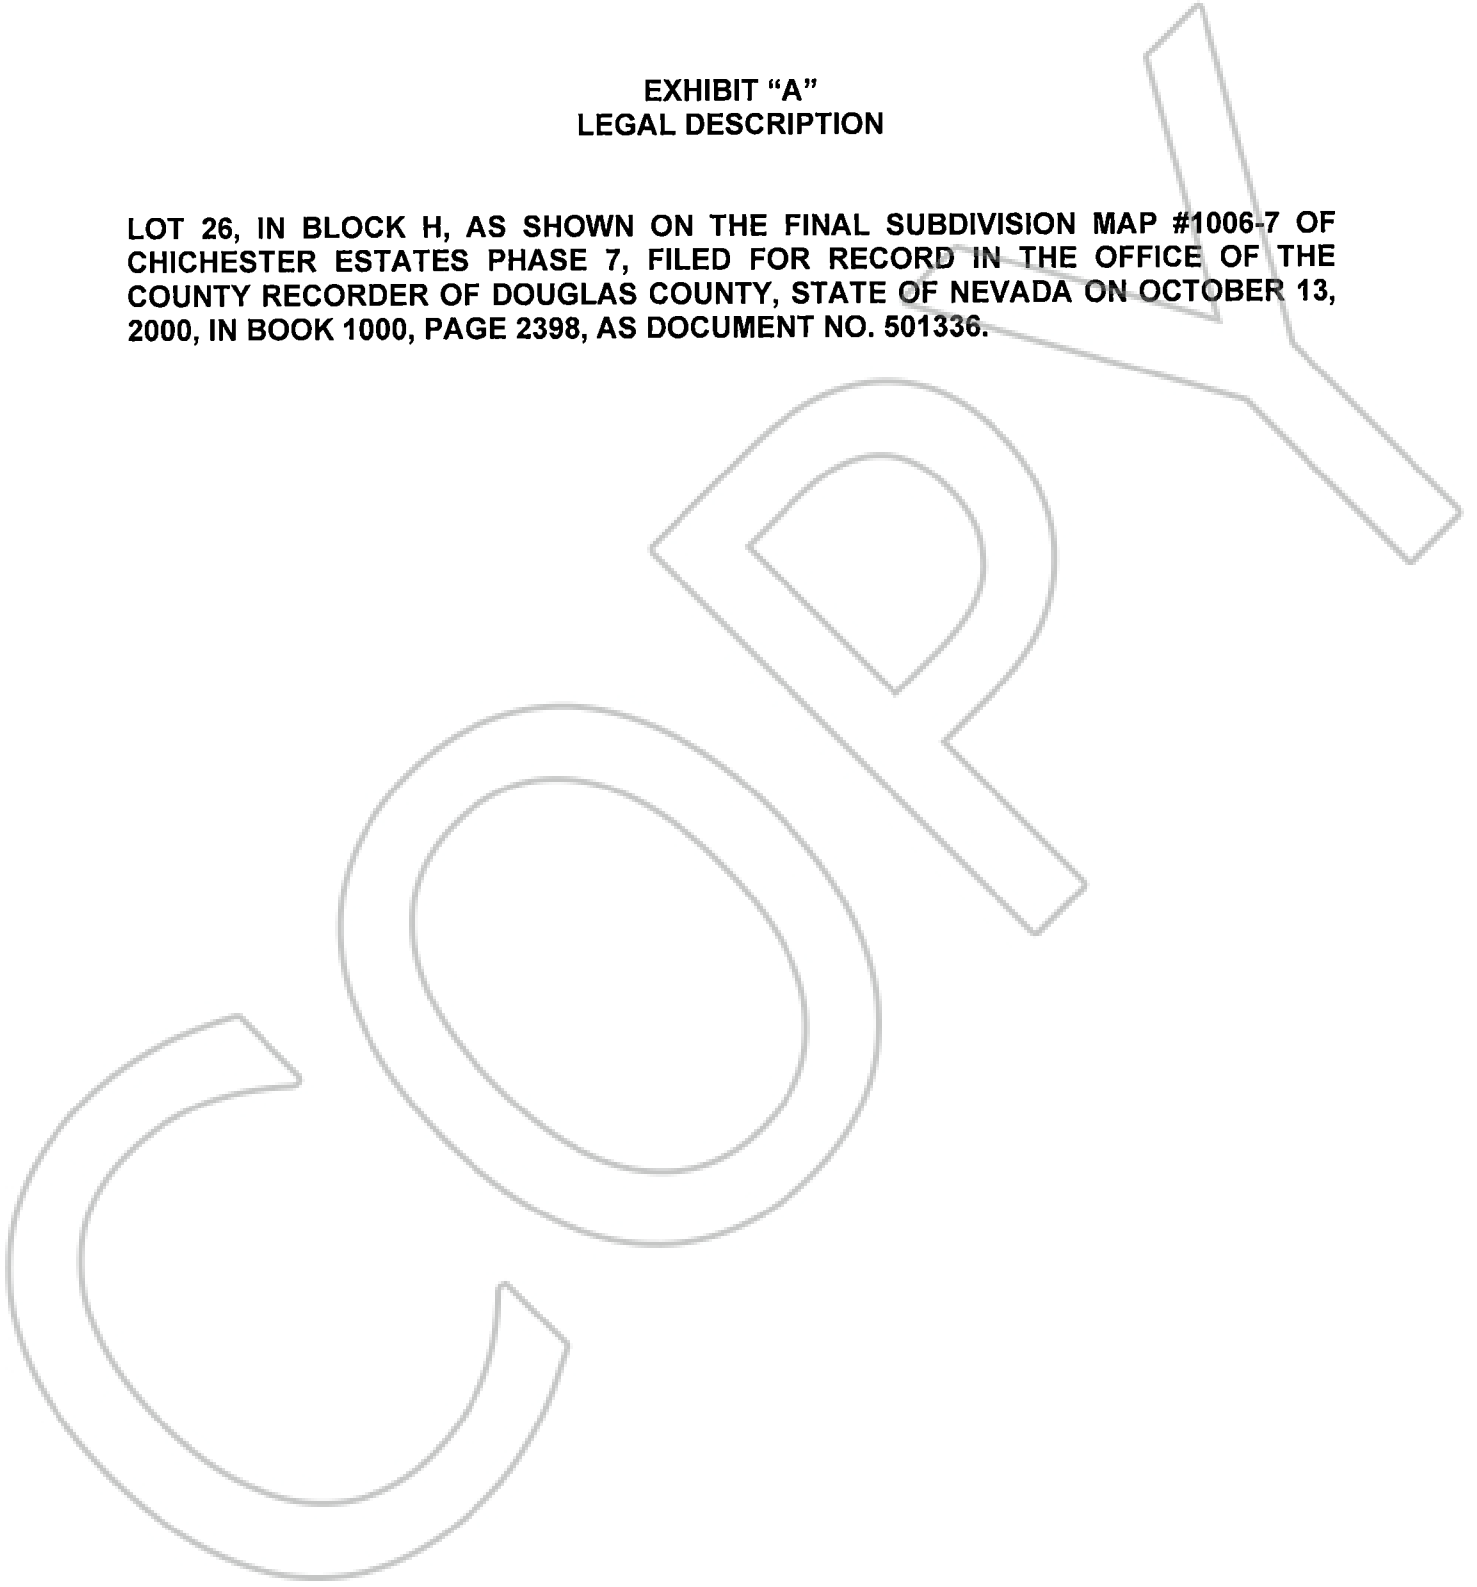 EXHIBIT “A”
LEGAL DESCRIPTION
LOT 26, IN BLOCK H, AS SHOWN ON THE FINAL SUBDIVISION MAP #1006-7 OF
CHICHESTER ESTATES PHASE 7, FILED FOR RECORD IN THE OFFICE OF THE
COUNTY RECORDER OF DOUGLAS COUNTY, STATE OF NEVADA ON OCTOBER 13,
2000, IN BOOK 1000, PAGE 2398, AS DOCUMENT NO. 501336.
COPY